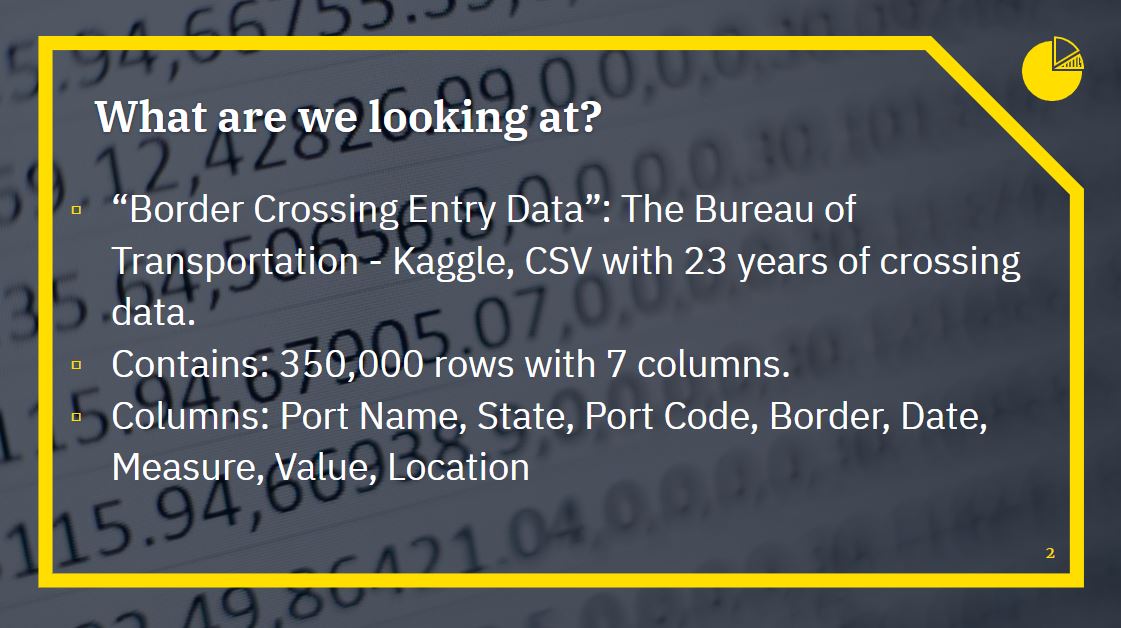 What are we looking at?
“Border Crossing Entry Data”: The Bureau of
Transportation - Kaggle, CSV with 23 years of crossing
data.
Contains: 350,000 rows with 7 columns.
Columns: Port Name, State, Port Code, Border, Date,
Measure, Value, Location
2